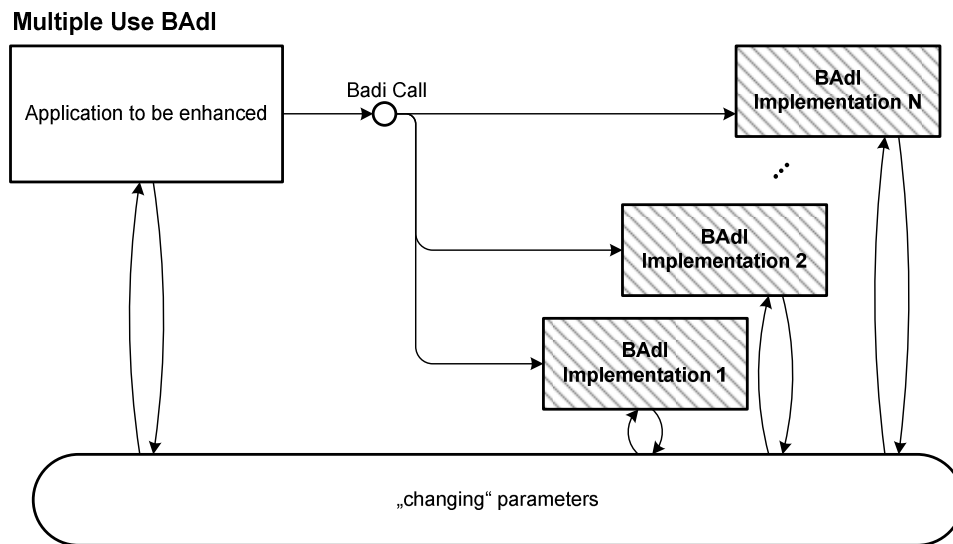 Multiple Use BAdI
Application to be enhanced
Badi Call
BAdI
Implementation N
...
BAdI
Implementation 2
BAdI
Implementation 1
„changing“ parameters